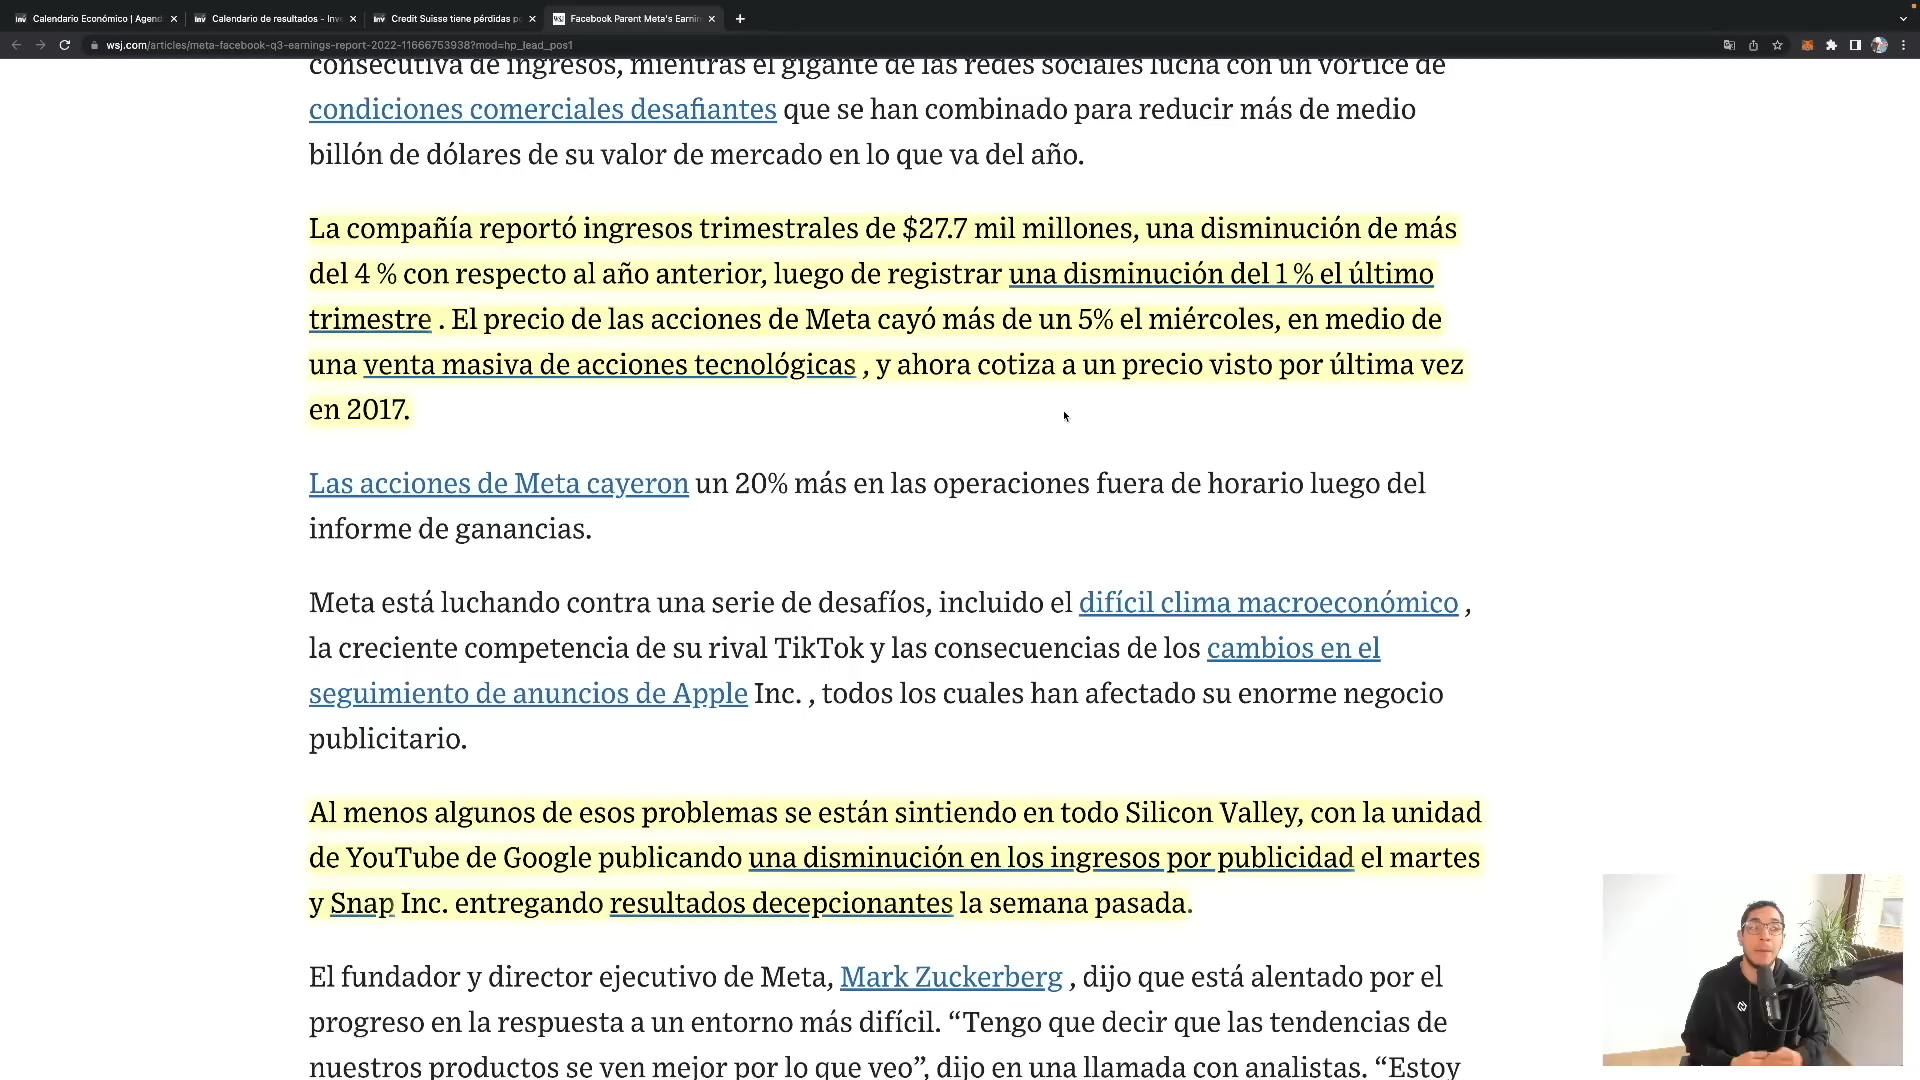 Calendario Económico | Agend
Calendario de resultados - Inve
Credit Suisse tiene pérdidas po
Facebook Parent Meta's Earnin
wsj.com/articles/meta-facebook-q3-earnings-report-2022-11666753938?mod=hp_lead_pos1
consecutiva de ingresos, mientras el gigante de las redes sociales lucha con un vórtice de
condiciones comerciales desafiantes que se han combinado para reducir más de medio
billón de dólares de su valor de mercado en lo que va del año.
La compañía reportó ingresos trimestrales de $27.7 mil millones, una disminución de más
del 4 % con respecto al año anterior, luego de registrar una disminución del 1 % el último
trimestre . El precio de las acciones de Meta cayó más de un 5% el miércoles, en medio de
una venta masiva de acciones tecnológicas , y ahora cotiza a un precio visto por última vez
en 2017.
Las acciones de Meta cayeron un 20% más en las operaciones fuera de horario luego del
informe de ganancias.
Meta está luchando contra una serie de desafíos, incluido el difícil clima macroeconómico ,
la creciente competencia de su rival TikTok y las consecuencias de los cambios en el
seguimiento de anuncios de Apple Inc. , todos los cuales han afectado su enorme negocio
publicitario.
Al menos algunos de esos problemas se están sintiendo en todo Silicon Valley, con la unidad
de YouTube de Google publicando una disminución en los ingresos por publicidad el martes
y Snap Inc. entregando resultados decepcionantes la semana pasada.
El fundador y director ejecutivo de Meta, Mark Zuckerberg , dijo que está alentado por el
progreso en la respuesta a un entorno más difícil. “Tengo que decir que las tendencias de
nuestros productos se ven mejor por lo que veo”, dijo en una llamada con analistas. “Estoy